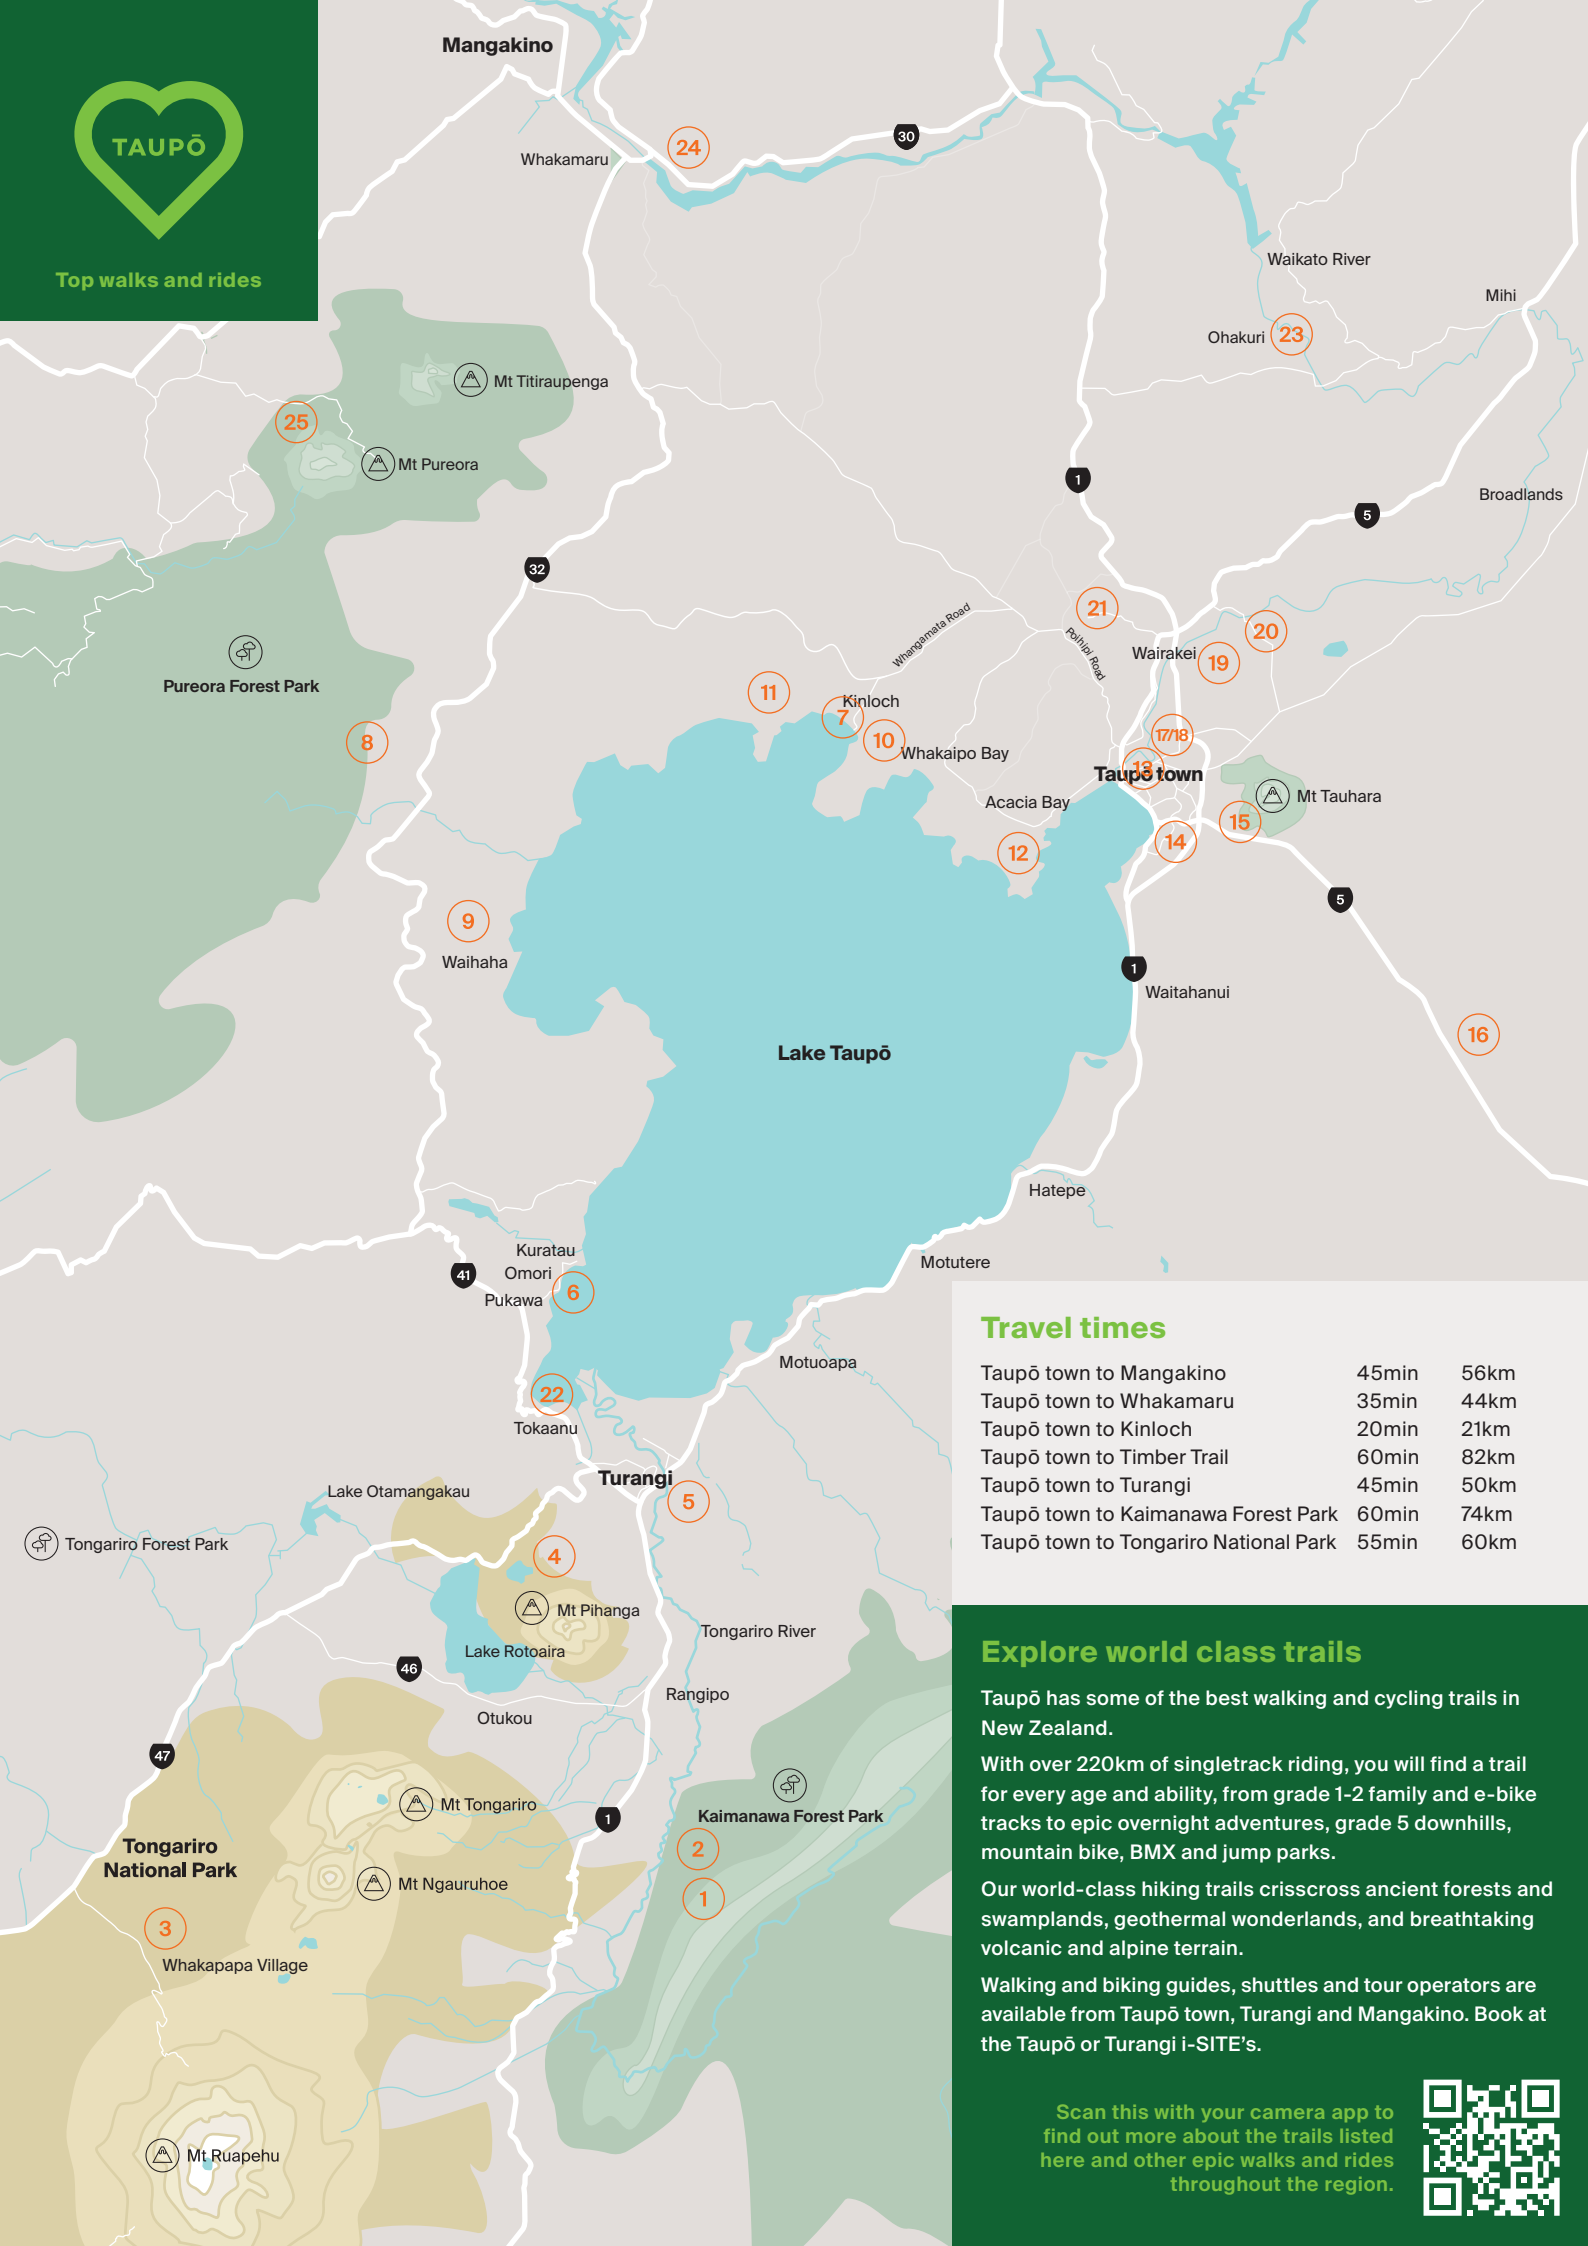 TAUPŌ
Top walks and rides
Mangakino
24
30
Whakamaru
Waikato River
Mihi
Ohakuri
23
Mt Titiraupenga
25
Mt Pureora
1
5
Broadlands
32
21
Whangamata Road
Poihipi Road
20
Wairakei
19
Pureora Forest Park
11
Kinloch
7
10
8
17/18
Whakaipo Bay
13
Taupō town
Mt Tauhara
Acacia Bay
15
14
12
5
9
Waihaha
1
Waitahanui
16
Lake Taupō
Hatepe
Kuratau
Motutere
41
Omori
6
Pukawa
Motuoapa
22
Tokaanu
Turangi
5
Lake Otamangakau
Tongariro Forest Park
4
Mt Pihanga
Tongariro River
Lake Rotoaira
46
Rangipo
Otukou
47
Mt Tongariro
1
Kaimanawa Forest Park
Tongariro
National Park
2
Mt Ngauruhoe
1
3
Whakapapa Village
Mt Ruapehu
Travel times
Taupō town to Mangakino 45min 56km
Taupō town to Whakamaru 35min 44km
Taupō town to Kinloch 20min 21km
Taupō town to Timber Trail 60min 82km
Taupō town to Turangi 45min 50km
Taupō town to Kaimanawa Forest Park 60min 74km
Taupō town to Tongariro National Park 55min 60km
Explore world class trails
Taupō has some of the best walking and cycling trails in
New Zealand.
With over 220km of singletrack riding, you will find a trail
for every age and ability, from grade 1-2 family and e-bike
tracks to epic overnight adventures, grade 5 downhills,
mountain bike, BMX and jump parks.
Our world-class hiking trails crisscross ancient forests and
swamplands, geothermal wonderlands, and breathtaking
volcanic and alpine terrain.
Walking and biking guides, shuttles and tour operators are
available from Taupō town, Turangi and Mangakino. Book at
the Taupō or Turangi i-SITE's.
Scan this with your camera app to
find out more about the trails listed
here and other epic walks and rides
throughout the region.